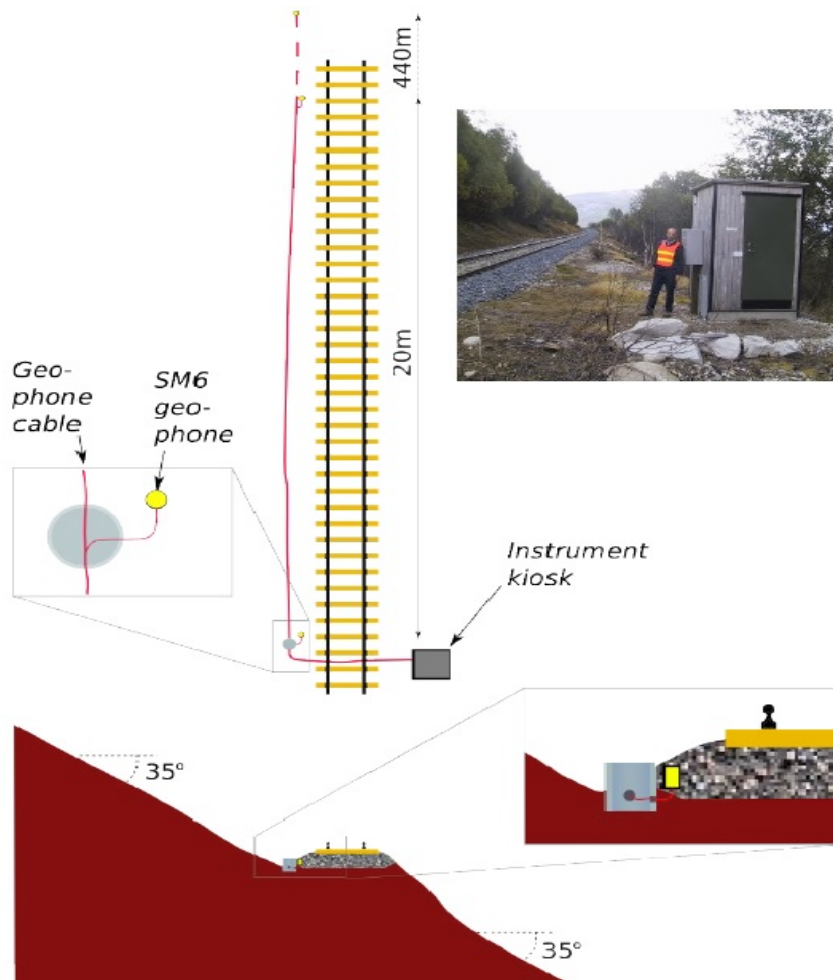 440m
20m
Geo-
phone
cable
SM6
geo-
phone
Instrument
kiosk
35°
35°